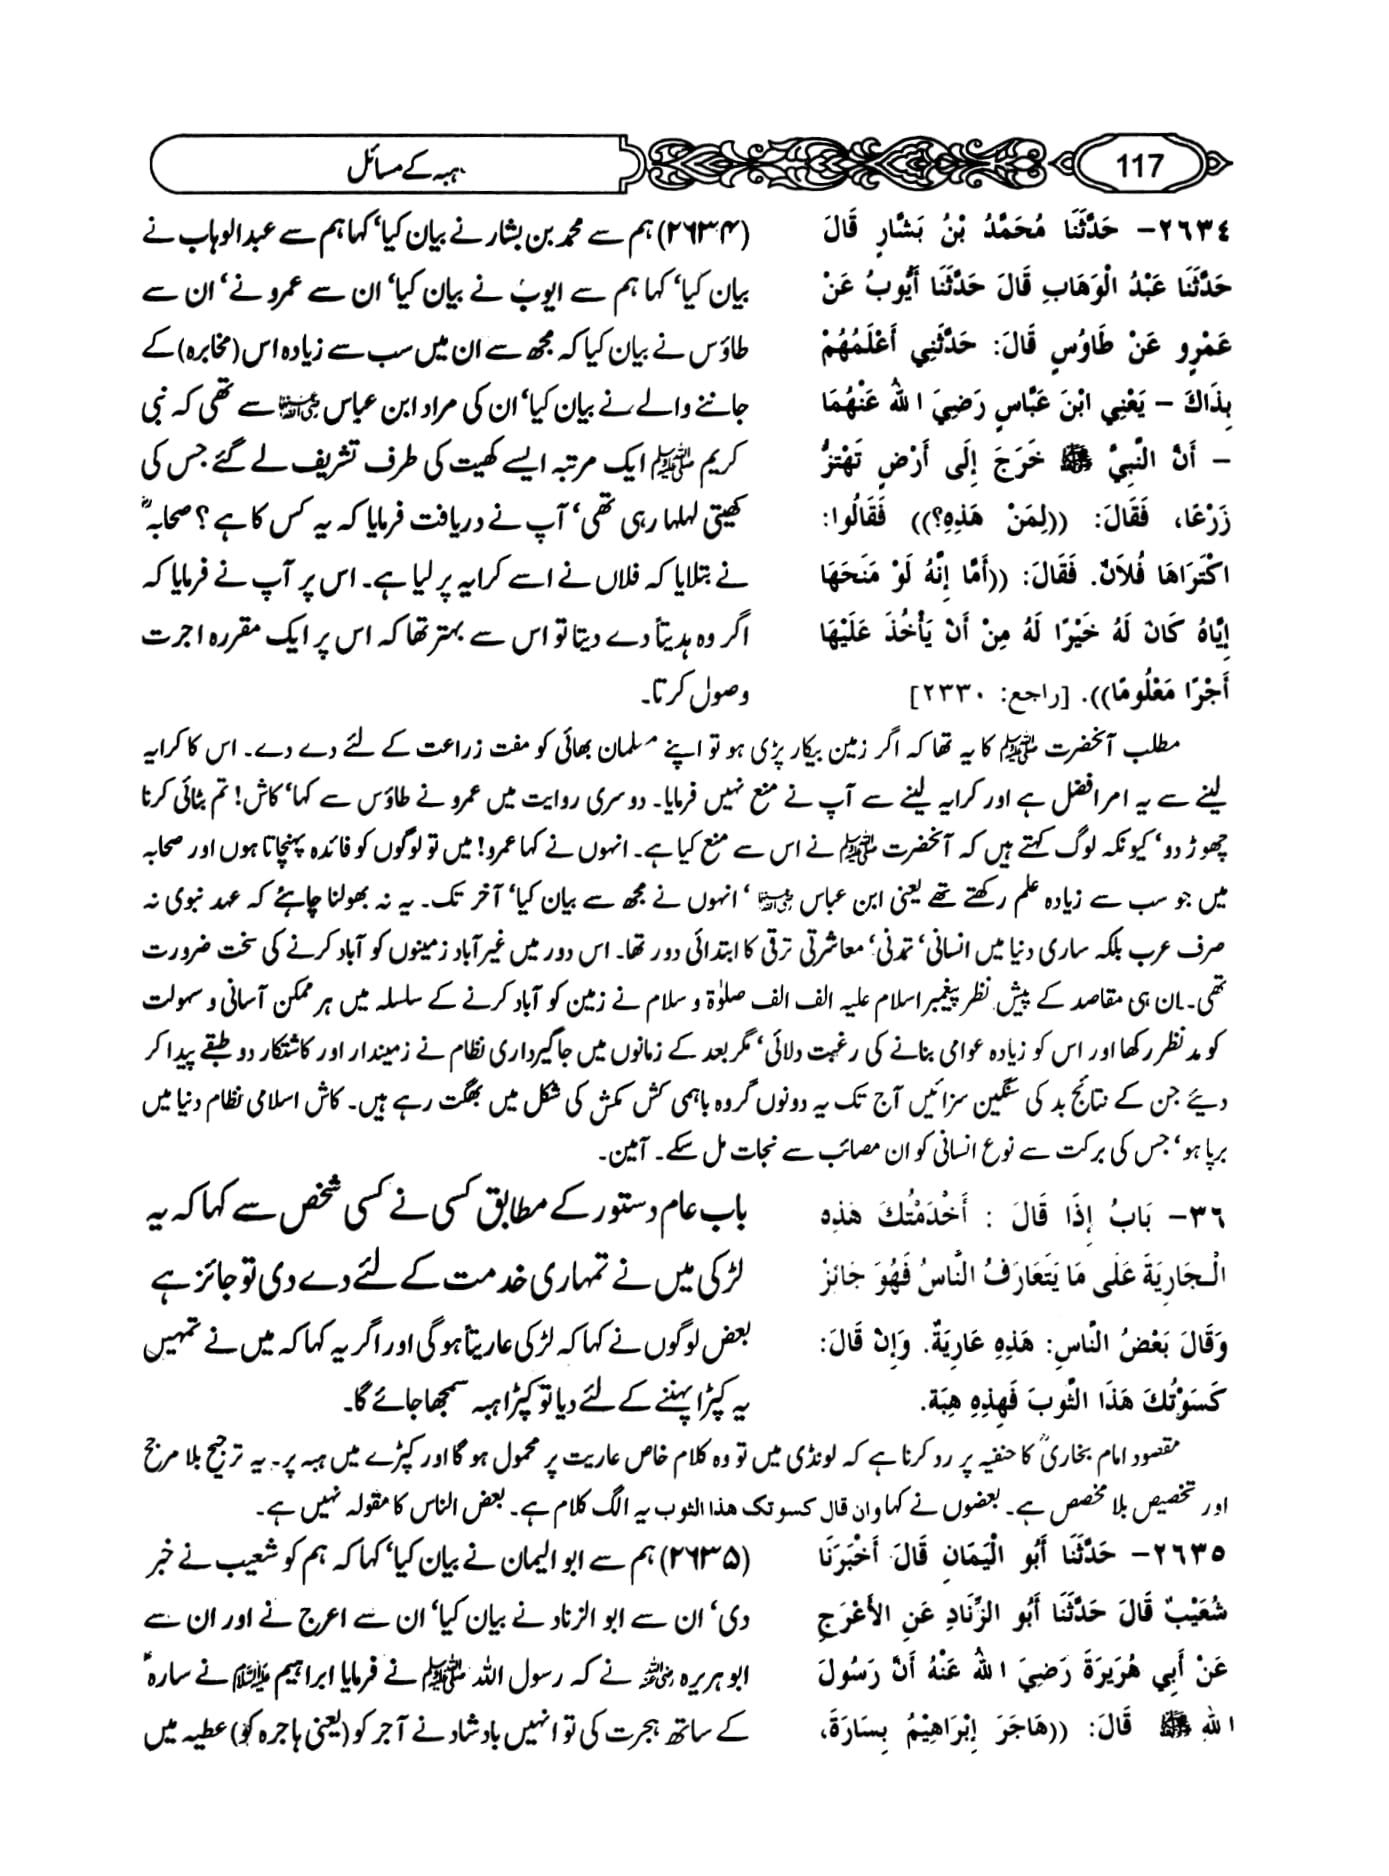 117
ہبہ کے مسائل
٢٦٣٤- حَدَّثَنَا مُحَمَّدُ بْنُ بَشَّارٍ قَالَ
حَدَّثَنَا عَبْدُ الْوَهَابِ قَالَ حَدَّثَنَا أَيُّوبُ عَنْ
عَمْرٍو عَنْ طَاوُسٍ قَالَ: حَدَّثَنِي أَعْلَمُهُمْ
بِذَاكَ – يَعْنِي ابْنَ عَبَّاسٍ رَضِيَ اللهُ عَنْهُمَا
– أَنَّ النَّبِيَّ ﷺ خَرَجَ إِلَى أَرْضٍ تَهْتَزُّ
زَرْعًا، فَقَالَ: ((لِمَنْ هَذِهِ؟)) فَقَالُوا:
اكْتَرَاهَا فُلاَنٌ. فَقَالَ: ((أَمَّا إِنَّهُ لَوْ مَنَحَهَا
إِيَّاهُ كَانَ لَهُ خَيْرًا لَهُ مِنْ أَنْ يَأْخُذَ عَلَيْهَا
أَجْرًا مَعْلُومًا)). [راجع: ٢٣٣٠]
(۲۶۳۴) ہم سے محمد بن بشار نے بیان کیا‘ کہا ہم سے عبدالوہاب نے
بیان کیا‘ کہا ہم سے ایوب نے بیان کیا‘ ان سے عمرو نے‘ ان سے
طاؤس نے بیان کیا کہ مجھ سے ان میں سب سے زیادہ اس (مخابرہ) کے
جاننے والے نے بیان کیا‘ ان کی مراد ابن عباس رضی اللہ عنہما سے تھی کہ نبی
کریم ﷺ ایک مرتبہ ایسے کھیت کی طرف تشریف لے گئے جس کی
کھیتی لہلہا رہی تھی‘ آپ نے دریافت فرمایا کہ یہ کس کا ہے؟ صحابہؓ
نے بتلایا کہ فلاں نے اسے کرایہ پر لیا ہے۔ اس پر آپ نے فرمایا کہ
اگر وہ ہدیتاً دے دیتا تو اس سے بہتر تھا کہ اس پر ایک مقررہ اجرت
وصول کرتا۔
مطلب آنحضرت ﷺ کا یہ تھا کہ اگر زمین بیکار پڑی ہو تو اپنے مسلمان بھائی کو مفت زراعت کے لئے دے دے۔ اس کا کرایہ
لینے سے یہ امر افضل ہے اور کرایہ لینے سے آپ نے منع نہیں فرمایا۔ دوسری روایت میں عمرو نے طاؤس سے کہا‘ کاش! تم بٹائی کرنا
چھوڑ دو‘ کیونکہ لوگ کہتے ہیں کہ آنحضرت ﷺ نے اس سے منع کیا ہے۔ انہوں نے کہا عمرو! میں تو لوگوں کو فائدہ پہنچاتا ہوں اور صحابہ
میں جو سب سے زیادہ علم رکھتے تھے یعنی ابن عباس رضی اللہ عنہما ‘ انہوں نے مجھ سے بیان کیا‘ آخر تک۔ یہ نہ بھولنا چاہئے کہ عہد نبوی نہ
صرف عرب بلکہ ساری دنیا میں انسانی‘ تمدنی‘ معاشرتی ترقی کا ابتدائی دور تھا۔ اس دور میں غیر آباد زمینوں کو آباد کرنے کی سخت ضرورت
تھی۔ ان ہی مقاصد کے پیش نظر پیغمبر اسلام علیہ الف الف صلوٰۃ و سلام نے زمین کو آباد کرنے کے سلسلہ میں ہر ممکن آسانی و سہولت
کو مد نظر رکھا اور اس کو زیادہ عوامی بنانے کی رغبت دلائی‘ مگر بعد کے زمانوں میں جاگیرداری نظام نے زمیندار اور کاشتکار دو طبقے پیدا کر
دیئے جن کے نتائج بد کی سنگین سزائیں آج تک یہ دونوں گروہ باہمی کش مکش کی شکل میں بھگت رہے ہیں۔ کاش اسلامی نظام دنیا میں
برپا ہو‘ جس کی برکت سے نوع انسانی کو ان مصائب سے نجات مل سکے۔ آمین۔
٣٦- بَابُ إِذَا قَالَ : أَخْدَمْتُكَ هَذِهِ
الْجَارِيَةَ عَلَى مَا يَتَعَارَفُ النَّاسُ فَهُوَ جَائِزٌ
وَقَالَ بَعْضُ النَّاسِ: هَذِهِ عَارِيَةٌ. وَإِنْ قَالَ:
كَسَوْتُكَ هَذَا الثَّوبَ فَهِذِهِ هِبَة.
باب عام دستور کے مطابق کسی نے کسی شخص سے کہا کہ یہ
لڑکی میں نے تمہاری خدمت کے لئے دے دی تو جائز ہے
بعض لوگوں نے کہا کہ لڑکی عاریتاً ہو گی اور اگر یہ کہا کہ میں نے تمہیں
یہ کپڑا پہننے کے لئے دیا تو کپڑا ہبہ سمجھا جائے گا۔
مقصود امام بخاریؒ کا حنفیہ پر رد کرنا ہے کہ لونڈی میں تو وہ کلام خاص عاریت پر محمول ہو گا اور کپڑے میں ہبہ پر۔ یہ ترجیح بلا مرجح
اور تخصیص بلا مخصص ہے۔ بعضوں نے کہا وان قال کسوتک ھذا الثوب یہ الگ کلام ہے۔ بعض الناس کا مقولہ نہیں ہے۔
٢٦٣٥- حَدَّثَنَا أَبُو الْيَمَانِ قَالَ أَخْبَرَنَا
شُعَيْبٌ قَالَ حَدَّثَنَا أَبُو الزِّنَادِ عَنِ الأَعْرَجِ
عَنْ أَبِي هُرَيرَةَ رَضِيَ اللهُ عَنْهُ أَنَّ رَسُولَ
اللهِ ﷺ قَالَ: ((هَاجَرَ إِبْرَاهِيْمُ بِسَارَةَ،
(۲۶۳۵) ہم سے ابوالیمان نے بیان کیا‘ کہا کہ ہم کو شعیب نے خبر
دی‘ ان سے ابوالزناد نے بیان کیا‘ ان سے اعرج نے اور ان سے
ابو ہریرہ رضی اللہ عنہ نے کہ رسول اللہ ﷺ نے فرمایا ابراہیم علیہ السلام نے سارہؑ
کے ساتھ ہجرت کی تو انہیں بادشاہ نے آجر کو (یعنی ہاجرہ کو) عطیہ میں